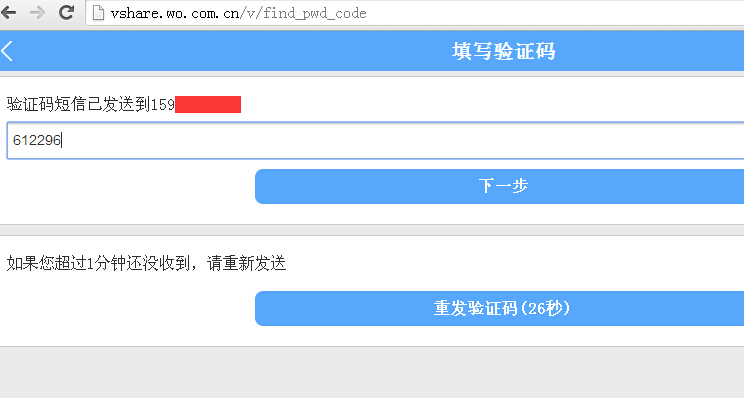 vshare.wo.com.cn/v/find_pwd_code
填写验证码
验证码短信已发送到159
612296
下一步
如果您超过1分钟还没收到，请重新发送
重发验证码(26秒)